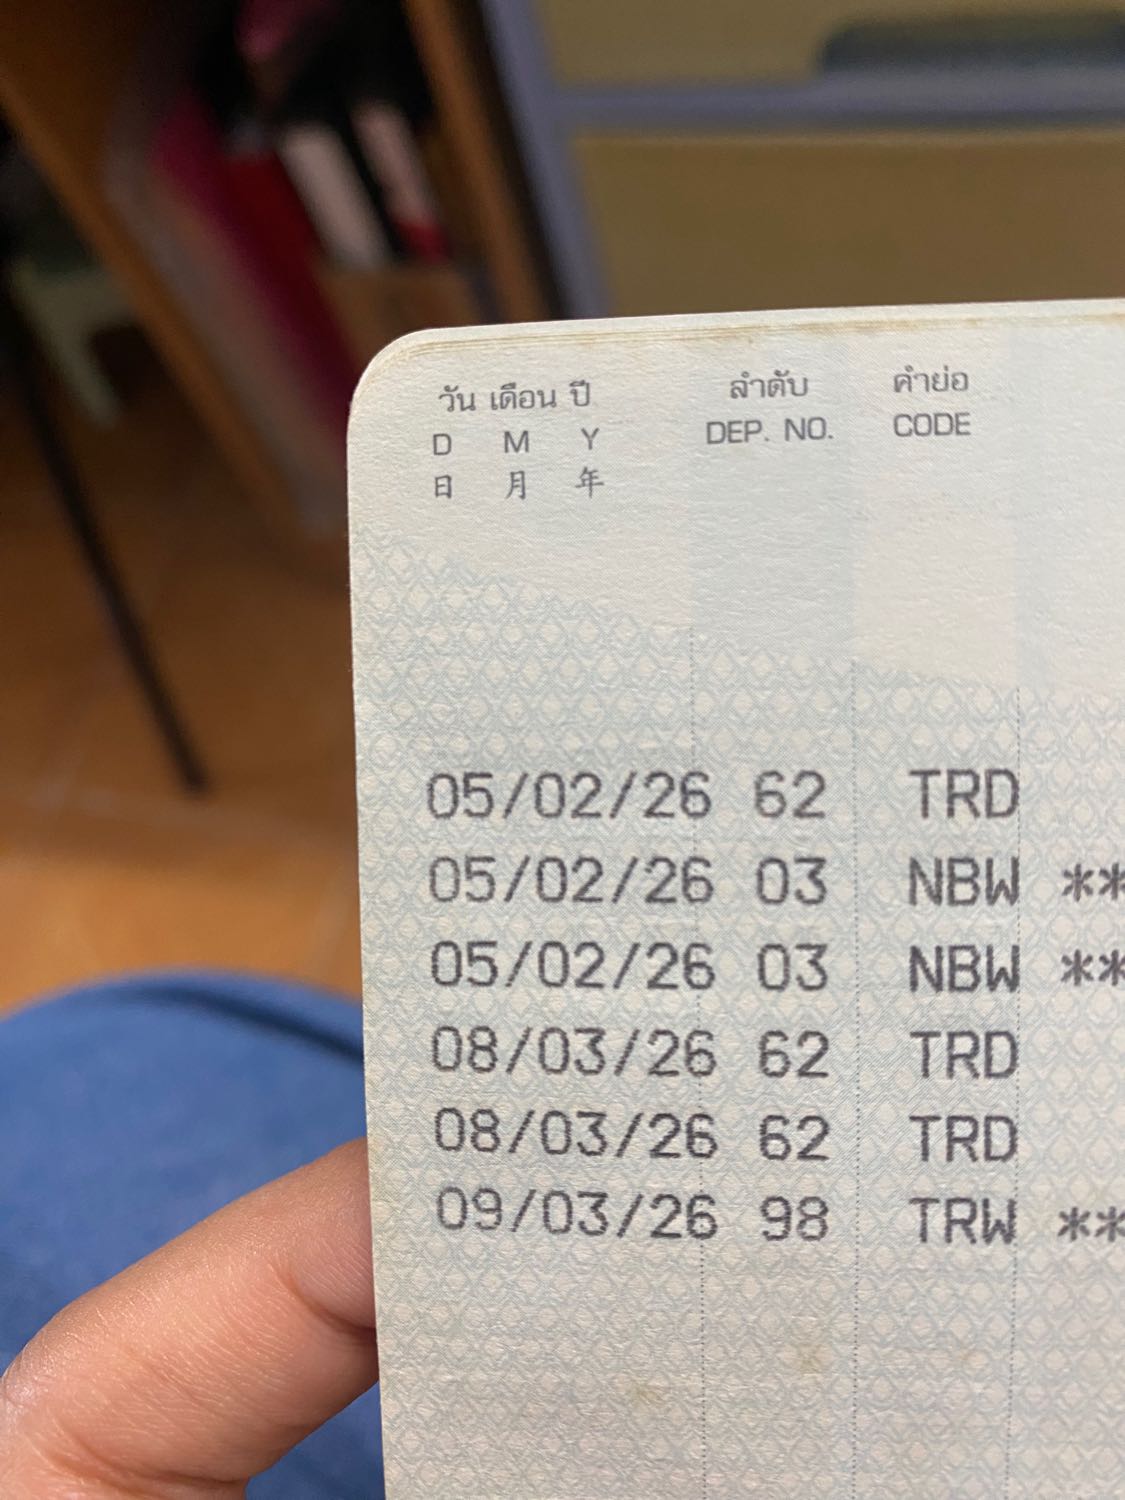 วัน เดือน ปี ลำดับ คำย่อ
D M Y DEP. NO. CODE
日 月 年
05/02/26 62 TRD
05/02/26 03 NBW **
05/02/26 03 NBW **
08/03/26 62 TRD
08/03/26 62 TRD
09/03/26 98 TRW **